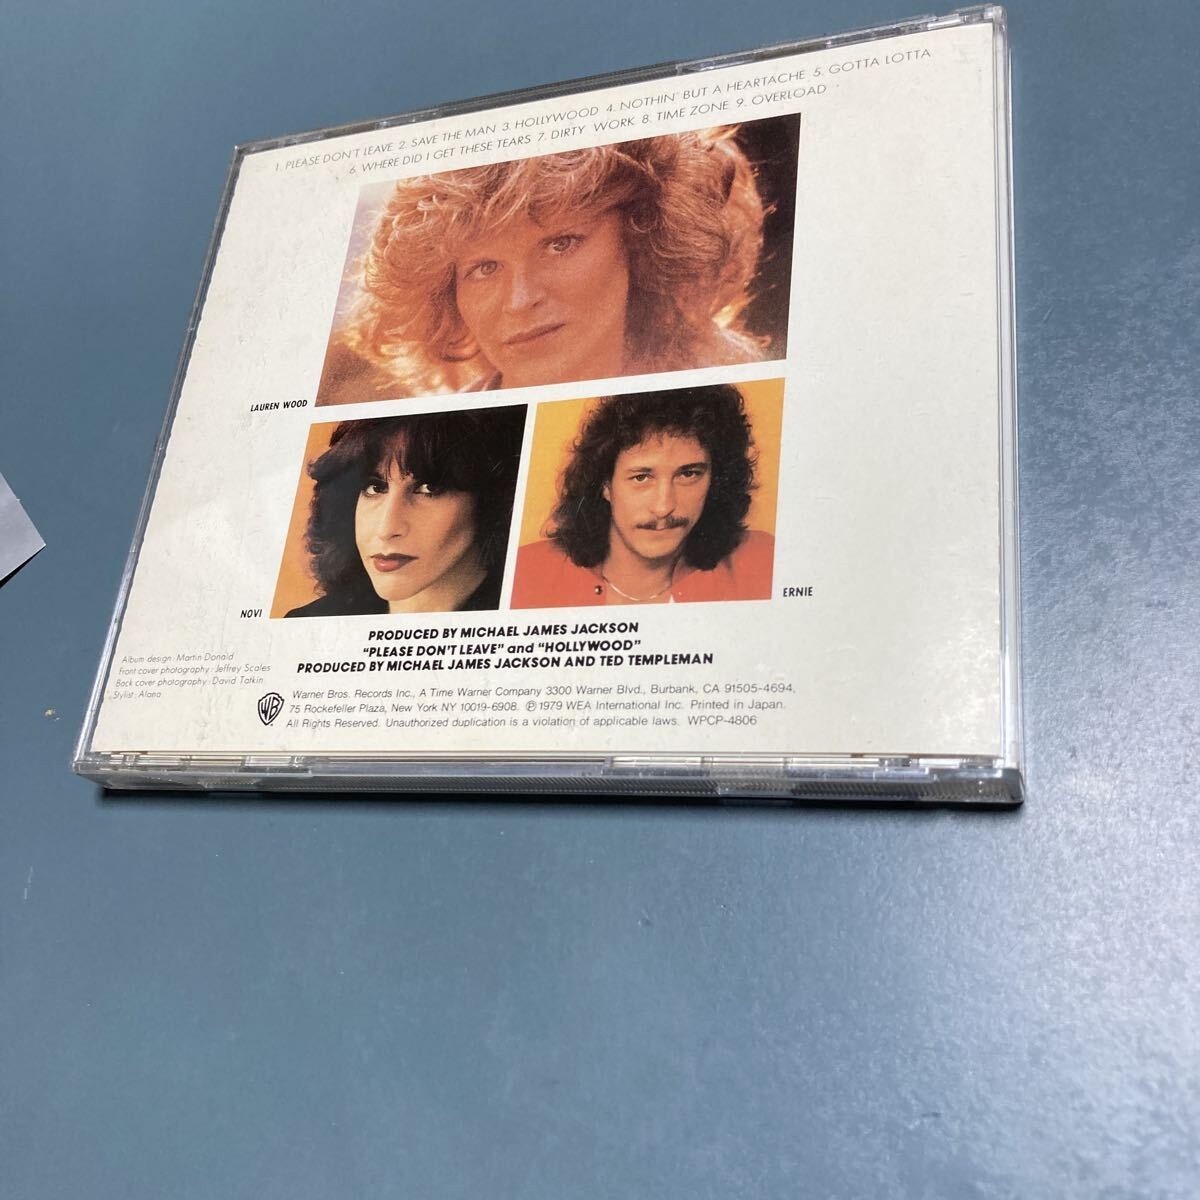 1. PLEASE DON'T LEAVE 2. SAVE THE MAN 3. HOLLYWOOD 4. NOTHIN' BUT A HEARTACHE 5. GOTTA LOTTA
6. WHERE DID I GET THESE TEARS 7. DIRTY WORK 8. TIME ZONE 9. OVERLOAD
LAUREN WOOD
NOVI
ERNIE
PRODUCED BY MICHAEL JAMES JACKSON
"PLEASE DON'T LEAVE" and "HOLLYWOOD"
PRODUCED BY MICHAEL JAMES JACKSON AND TED TEMPLEMAN
Album design: Martin Donald
Front cover photography: Jeffrey Scales
Back cover photography: David Tatkin
Stylist: Alana
WB
Warner Bros. Records Inc., A Time Warner Company 3300 Warner Blvd., Burbank, CA 91505-4694,
75 Rockefeller Plaza, New York NY 10019-6908. ℗ 1979 WEA International Inc. Printed in Japan.
All Rights Reserved. Unauthorized duplication is a violation of applicable laws. WPCP-4806